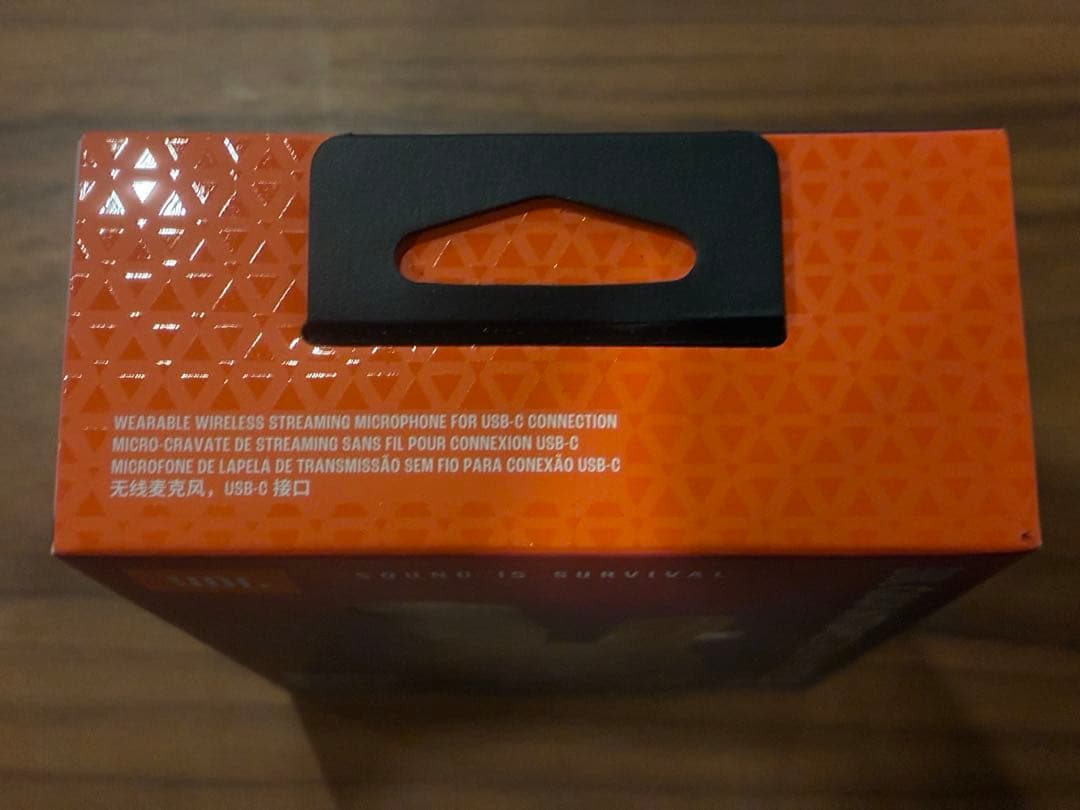 WEARABLE WIRELESS STREAMING MICROPHONE FOR USB-C CONNECTION
MICRO-CRAVATE DE STREAMING SANS FIL POUR CONNEXION USB-C
MICROFONE DE LAPELA DE TRANSMISSÃO SEM FIO PARA CONEXÃO USB-C
无线麦克风，USB-C 接口
JBL
SOUND IS SURVIVAL